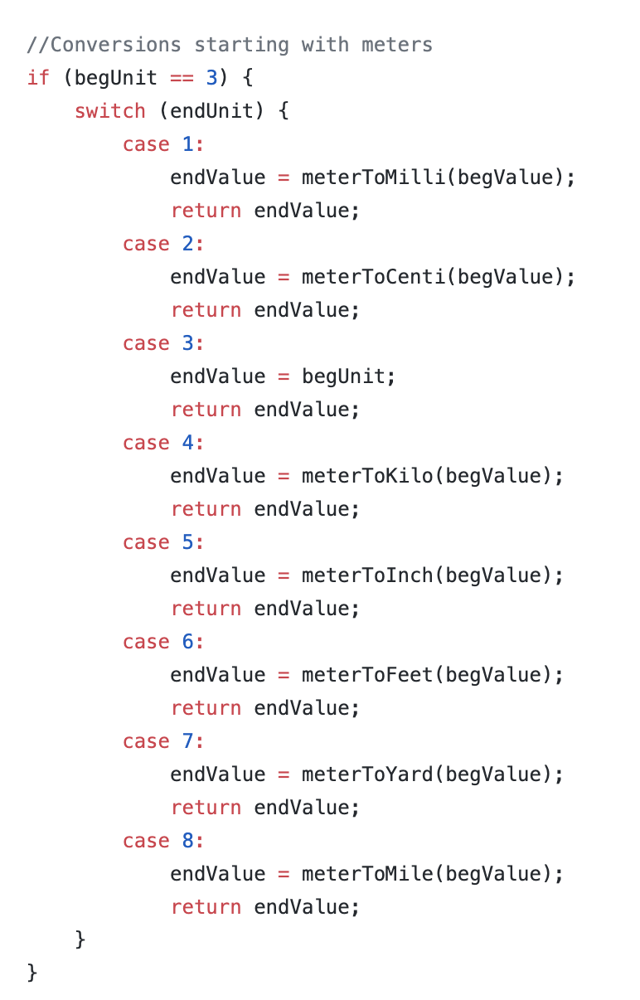 //Conversions starting with meters
if (begUnit == 3) {
    switch (endUnit) {
        case 1:
            endValue = meterToMilli(begValue);
            return endValue;
        case 2:
            endValue = meterToCenti(begValue);
            return endValue;
        case 3:
            endValue = begUnit;
            return endValue;
        case 4:
            endValue = meterToKilo(begValue);
            return endValue;
        case 5:
            endValue = meterToInch(begValue);
            return endValue;
        case 6:
            endValue = meterToFeet(begValue);
            return endValue;
        case 7:
            endValue = meterToYard(begValue);
            return endValue;
        case 8:
            endValue = meterToMile(begValue);
            return endValue;
    }
}